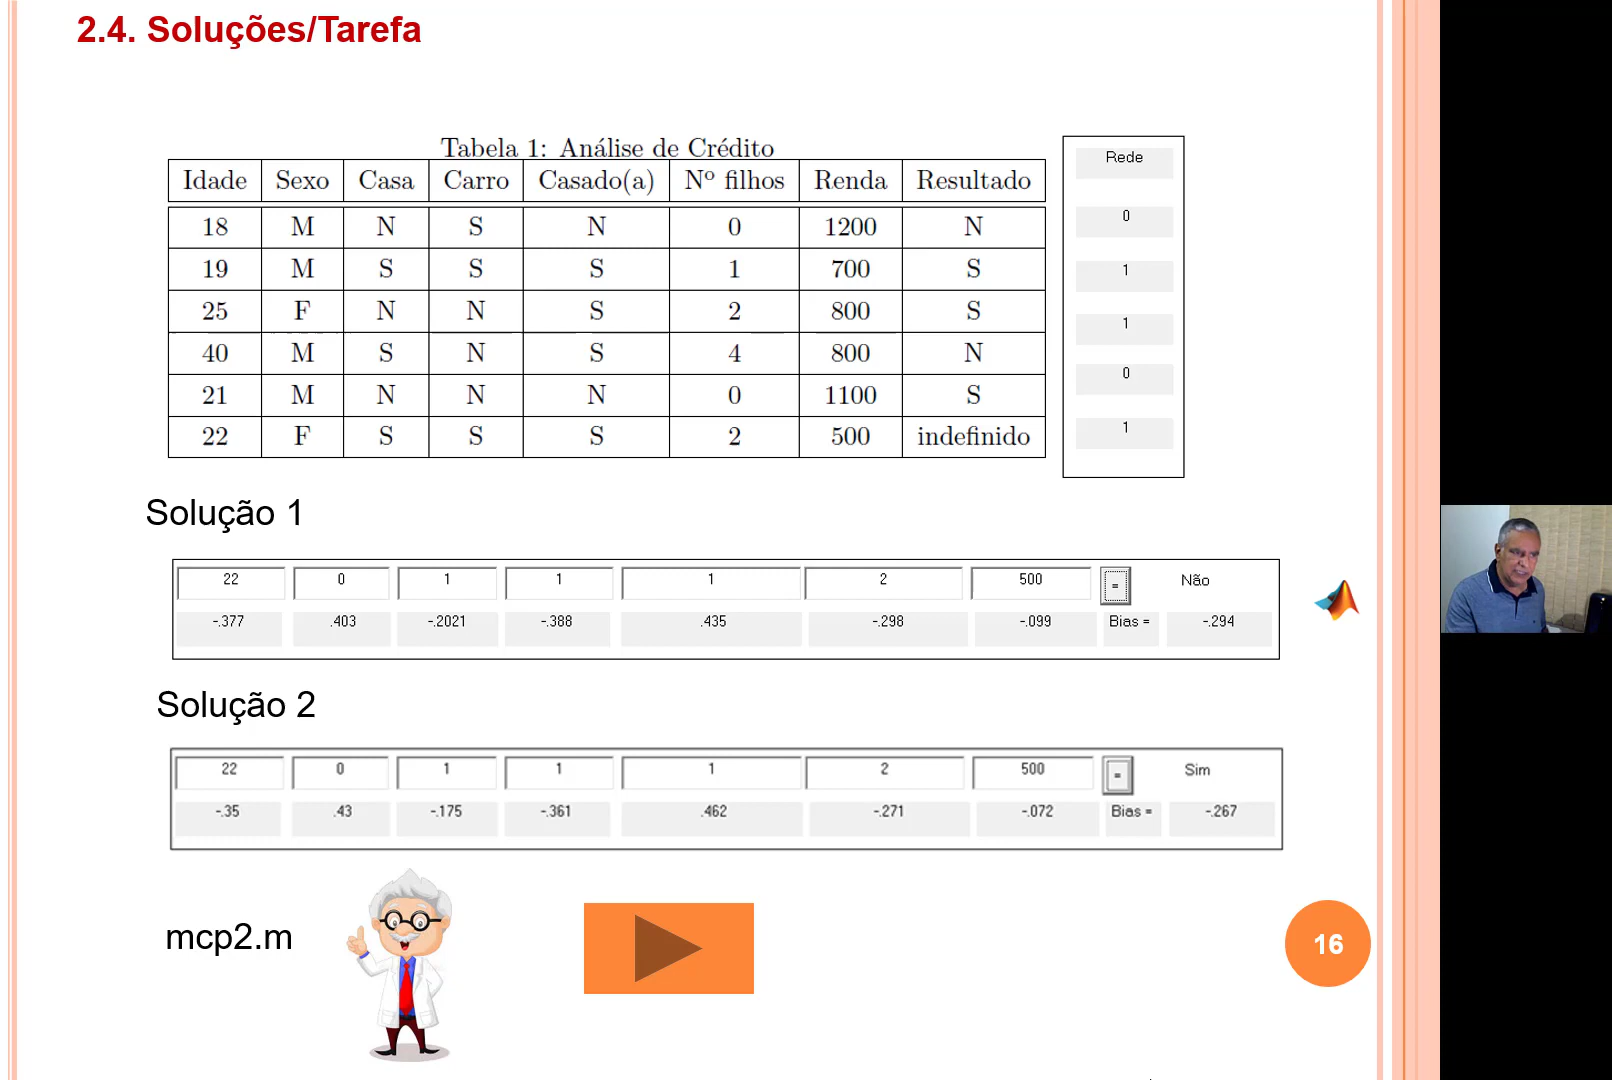 2.4. Soluções/Tarefa
Tabela 1: Análise de Crédito
Idade Sexo Casa Carro Casado(a) Nº filhos Renda Resultado
18 M N S N 0 1200 N
19 M S S S 1 700 S
25 F N N S 2 800 S
40 M S N S 4 800 N
21 M N N N 0 1100 S
22 F S S S 2 500 indefinido
Rede
0
1
1
0
1
Solução 1
22 0 1 1 1 2 500 = Não
-.377 .403 -.2021 -.388 .435 -.298 -.099 Bias = -.294
Solução 2
22 0 1 1 1 2 500 = Sim
-.35 .43 -.175 -.361 .462 -.271 -.072 Bias = -.267
mcp2.m
16